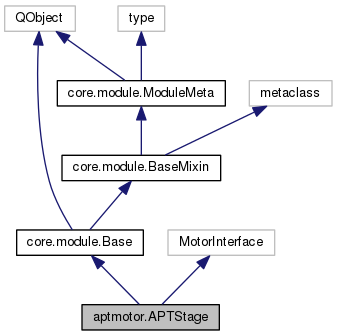 QObject
type
core.module.ModuleMeta
metaclass
core.module.BaseMixin
core.module.Base
MotorInterface
aptmotor.APTStage